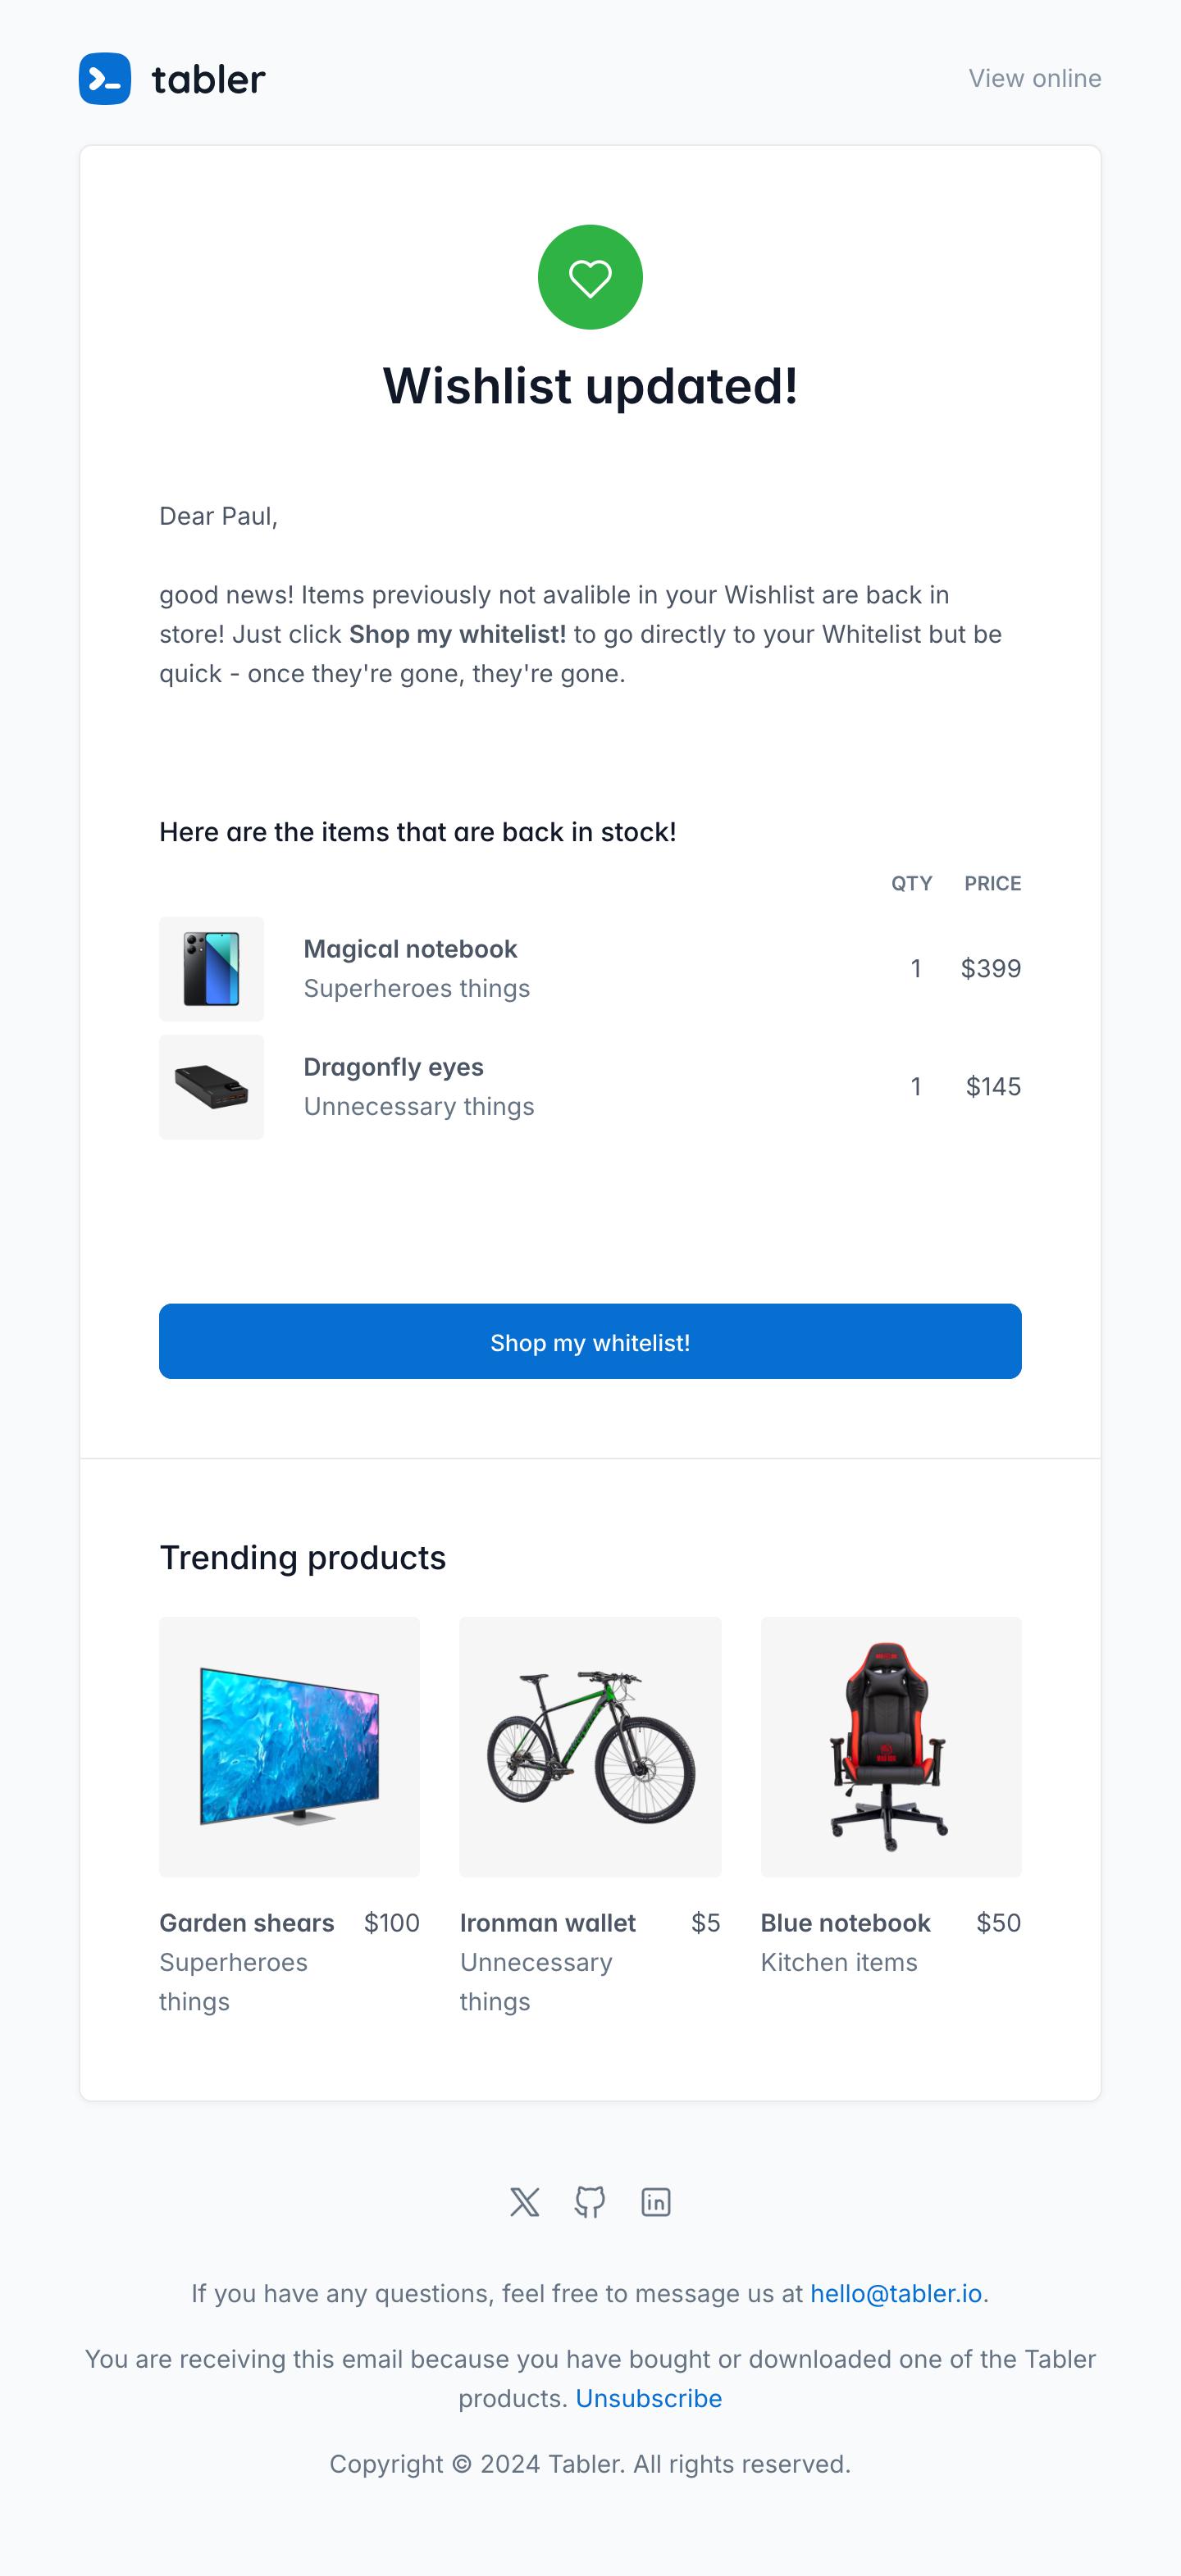 tabler
View online
Wishlist updated!
Dear Paul,
good news! Items previously not avalible in your Wishlist are back in
store! Just click Shop my whitelist! to go directly to your Whitelist but be
quick - once they're gone, they're gone.
Here are the items that are back in stock!
QTY PRICE
Magical notebook
Superheroes things
1 $399
Dragonfly eyes
Unnecessary things
1 $145
Shop my whitelist!
Trending products
Garden shears $100
Superheroes
things
Ironman wallet $5
Unnecessary
things
Blue notebook $50
Kitchen items
If you have any questions, feel free to message us at hello@tabler.io.
You are receiving this email because you have bought or downloaded one of the Tabler
products. Unsubscribe
Copyright © 2024 Tabler. All rights reserved.